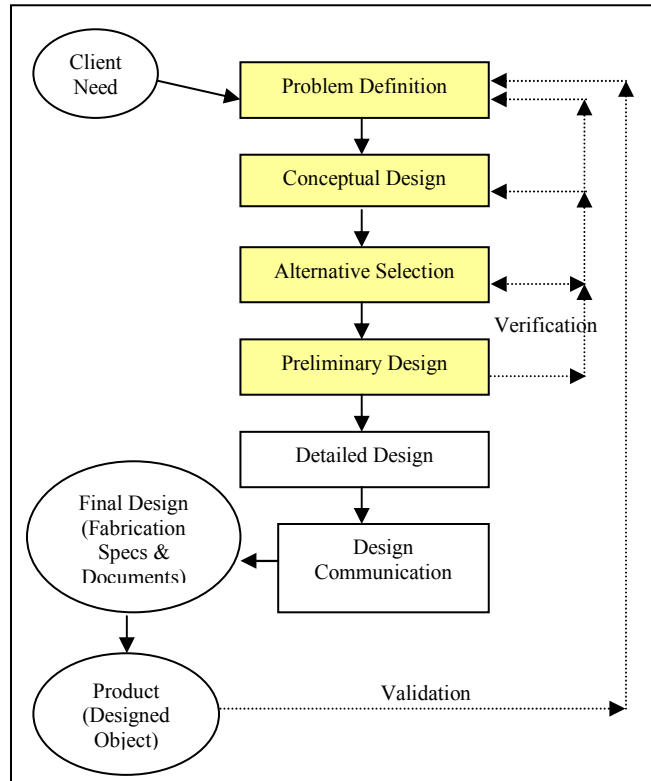 Client
Need
Problem Definition
Conceptual Design
Alternative Selection
Verification
Preliminary Design
Detailed Design
Final Design
(Fabrication
Specs &
Documents)
Design
Communication
Product
(Designed
Object)
Validation